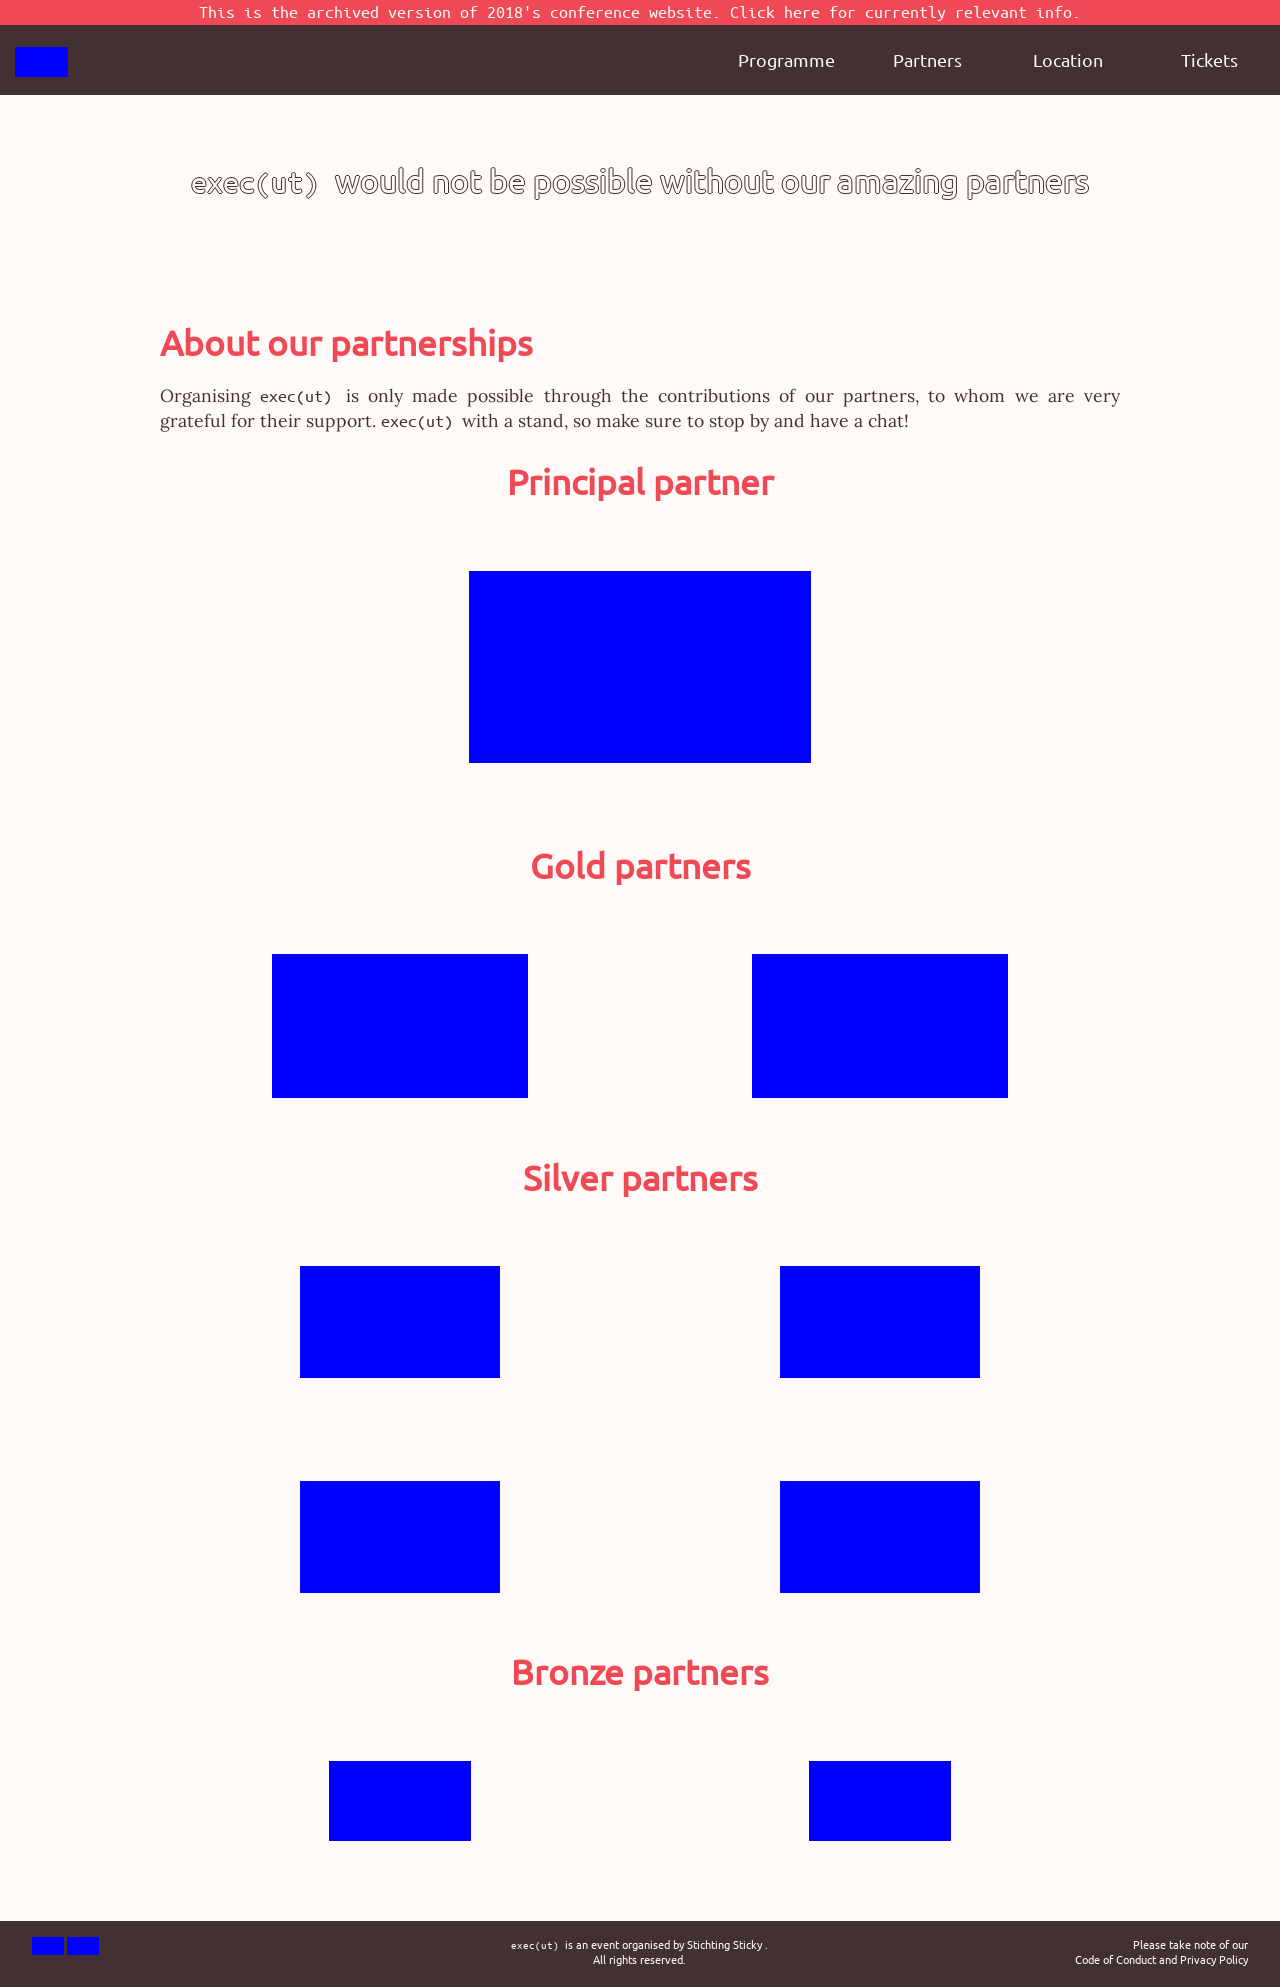 This is the archived version of 2018's conference website. Click here for currently relevant info.
Programme Partners Location Tickets
exec(ut) would not be possible without our amazing partners
About our partnerships
Organising exec(ut) is only made possible through the contributions of our partners, to whom we are very
grateful for their support. exec(ut) with a stand, so make sure to stop by and have a chat!
Principal partner
Gold partners
Silver partners
Bronze partners
exec(ut) is an event organised by Stichting Sticky .
All rights reserved.
Please take note of our
Code of Conduct and Privacy Policy